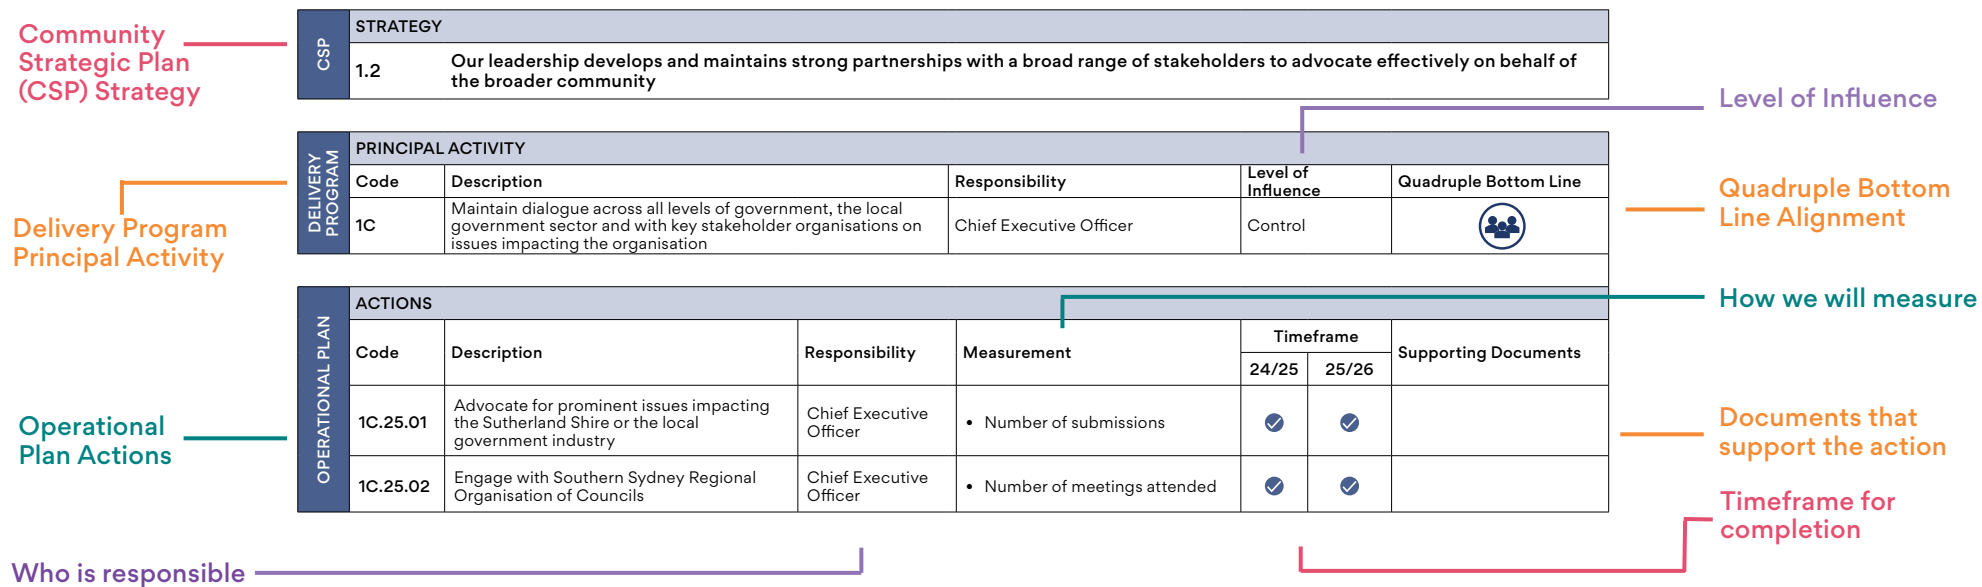 Community
Strategic Plan
(CSP) Strategy
CSP
STRATEGY
1.2
Our leadership develops and maintains strong partnerships with a broad range of stakeholders to advocate effectively on behalf of
the broader community
Level of Influence
Delivery Program
Principal Activity
DELIVERY
PROGRAM
PRINCIPAL ACTIVITY
Code
Description
Responsibility
Level of
Influence
Quadruple Bottom Line
1C
Maintain dialogue across all levels of government, the local
government sector and with key stakeholder organisations on
issues impacting the organisation
Chief Executive Officer
Control
Quadruple Bottom
Line Alignment
How we will measure
Operational
Plan Actions
OPERATIONAL PLAN
ACTIONS
Code
Description
Responsibility
Measurement
Timeframe
24/25
25/26
Supporting Documents
1C.25.01
Advocate for prominent issues impacting
the Sutherland Shire or the local
government industry
Chief Executive
Officer
• Number of submissions
1C.25.02
Engage with Southern Sydney Regional
Organisation of Councils
Chief Executive
Officer
• Number of meetings attended
Documents that
support the action
Timeframe for
completion
Who is responsible